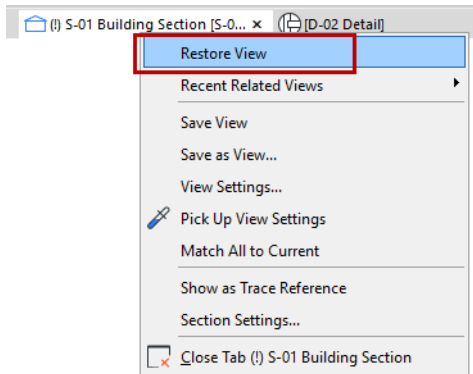 (!) S-01 Building Section [S-0... × [D-02 Detail]
Restore View
Recent Related Views
Save View
Save as View...
View Settings...
Pick Up View Settings
Match All to Current
Show as Trace Reference
Section Settings...
Close Tab (!) S-01 Building Section